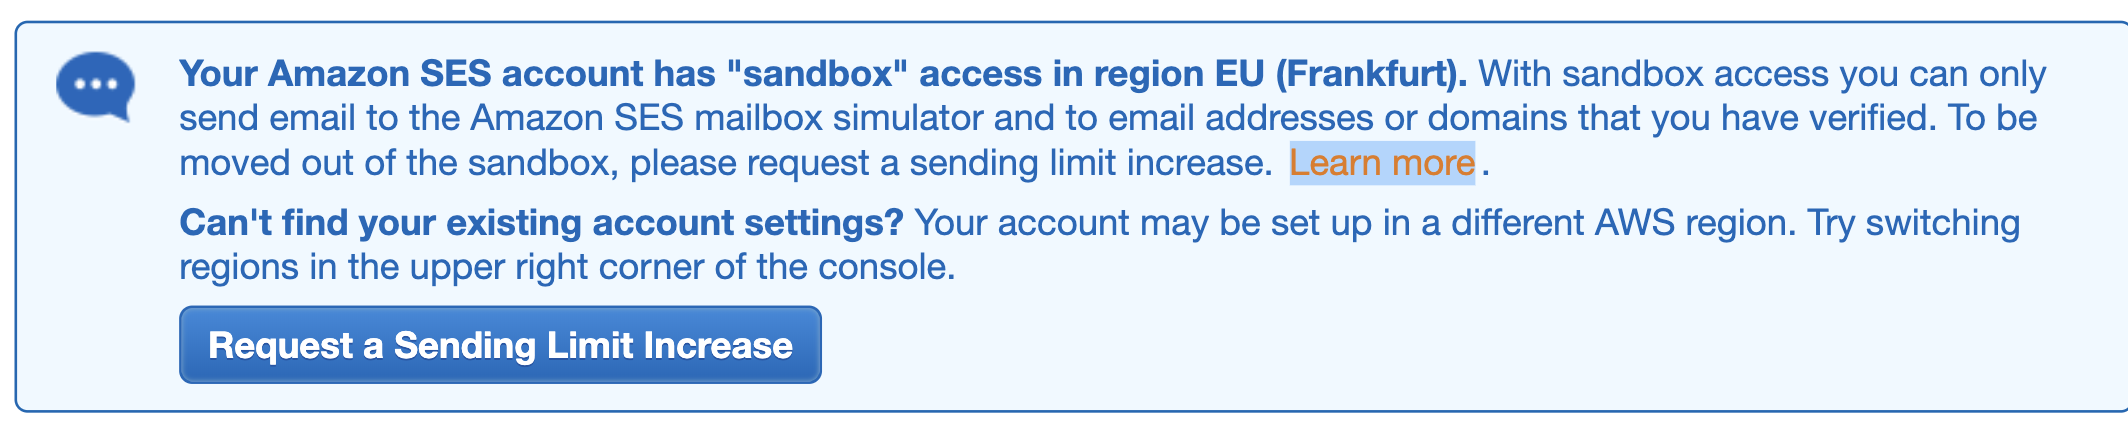 Your Amazon SES account has "sandbox" access in region EU (Frankfurt). With sandbox access you can only
send email to the Amazon SES mailbox simulator and to email addresses or domains that you have verified. To be
moved out of the sandbox, please request a sending limit increase. Learn more.
Can't find your existing account settings? Your account may be set up in a different AWS region. Try switching
regions in the upper right corner of the console.
Request a Sending Limit Increase